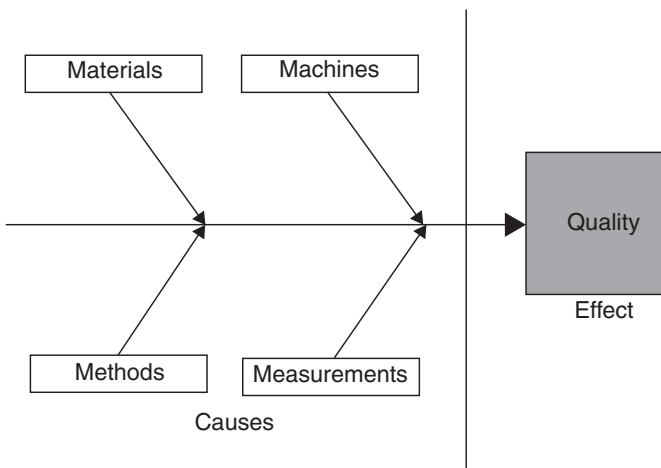 Materials
Machines
Quality
Effect
Methods
Measurements
Causes